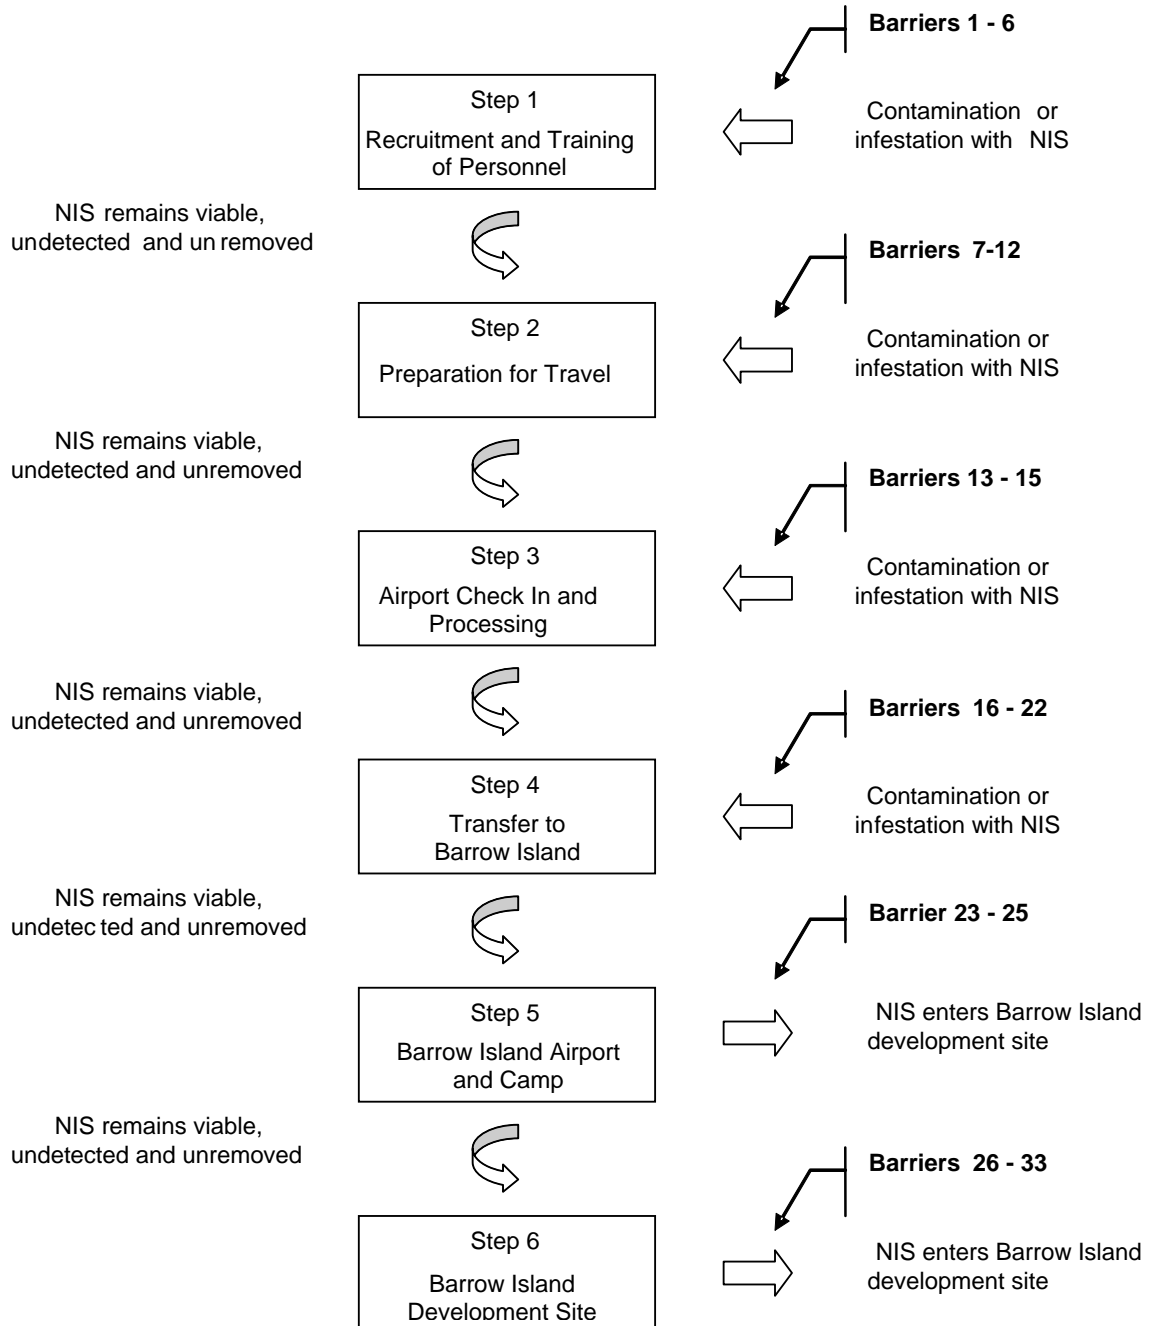 Barriers 1 - 6
Step 1
Recruitment and Training
of Personnel
Contamination or
infestation with NIS
NIS remains viable,
undetected and un removed
Barriers 7-12
Step 2
Preparation for Travel
Contamination or
infestation with NIS
NIS remains viable,
undetected and unremoved
Barriers 13 - 15
Step 3
Airport Check In and
Processing
Contamination or
infestation with NIS
NIS remains viable,
undetected and unremoved
Barriers 16 - 22
Step 4
Transfer to
Barrow Island
Contamination or
infestation with NIS
NIS remains viable,
undetec ted and unremoved
Barrier 23 - 25
Step 5
Barrow Island Airport
and Camp
NIS enters Barrow Island
development site
NIS remains viable,
undetected and unremoved
Barriers 26 - 33
Step 6
Barrow Island
Development Site
NIS enters Barrow Island
development site